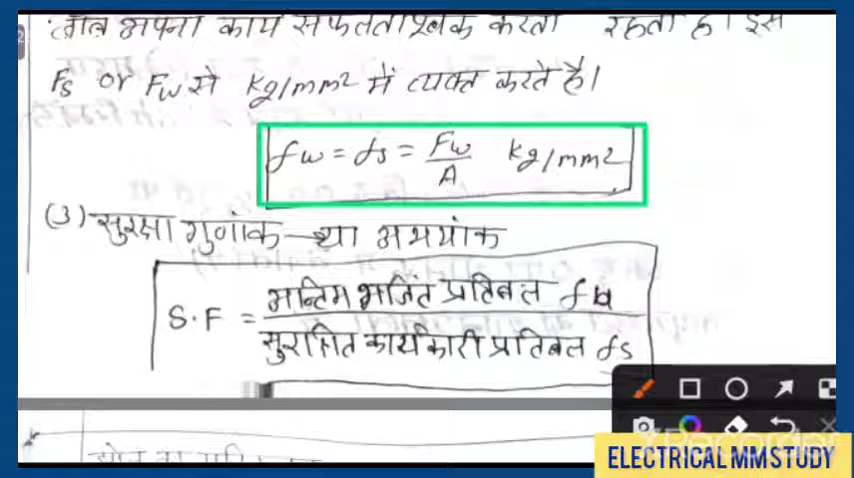 अपना कार्य सफलतापूर्वक करता रहता है। इसे
Fs or Fw से kg/mm2 में व्यक्त करते है।
fw = fs = Fw/A kg/mm2
(3) सुरक्षा गुणांक या अभयांक
S.F = अन्तिम भंजित प्रतिबल fu / सुरक्षित कार्यकारी प्रतिबल fs
ELECTRICAL MMSTUDY